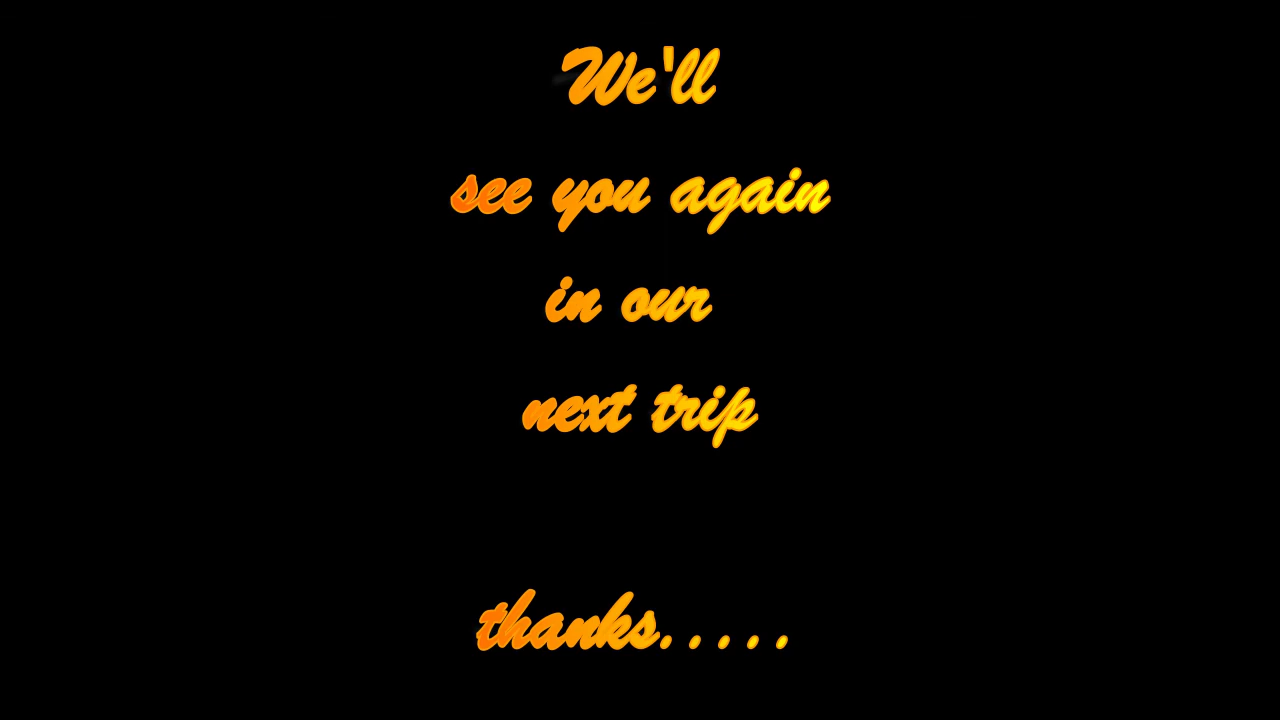 We'll
see you again
in our
next trip
thanks.....